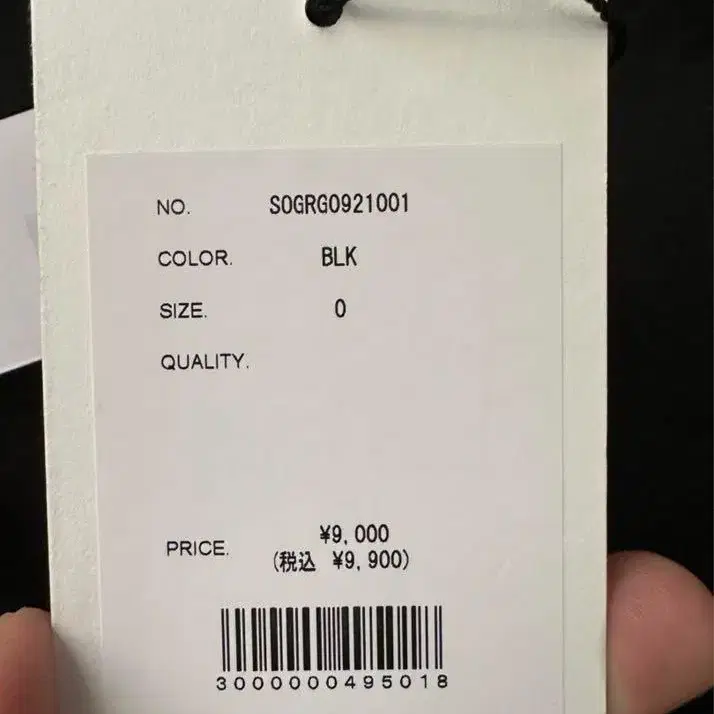 NO. S0GRG0921001
COLOR. BLK
SIZE. 0
QUALITY.
¥9,000
PRICE.
(税込 ¥9,900)
3000000495018